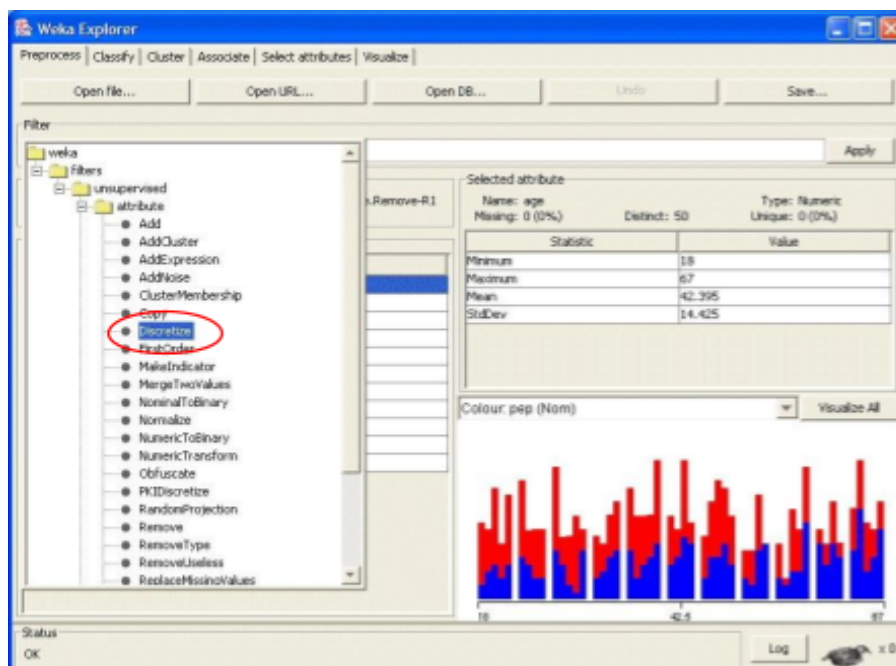 Weka Explorer
Preprocess Classify Cluster Associate Select attributes Visualize
Open file... Open URL... Open DB... Undo Save...
Filter
weka
filters
unsupervised
attribute
Add
AddCluster
AddExpression
AddNoise
ClusterMembership
Copy
Discretize
FirstOrder
MakeIndicator
MergeTwoValues
NominalToBinary
Normalize
NumericToBinary
NumericTransform
Obfuscate
PKIDiscretize
RandomProjection
Remove
RemoveType
RemoveUseless
ReplaceMissingValues
Apply
.Remove-R1
Selected attribute
Name: age Type: Numeric
Missing: 0 (0%) Distinct: 50 Unique: 0 (0%)
Statistic Value
Minimum 18
Maximum 67
Mean 42.395
StdDev 14.425
Colour: pep (Nom) Visualize All
18 42.5 67
Status
OK
Log x 0